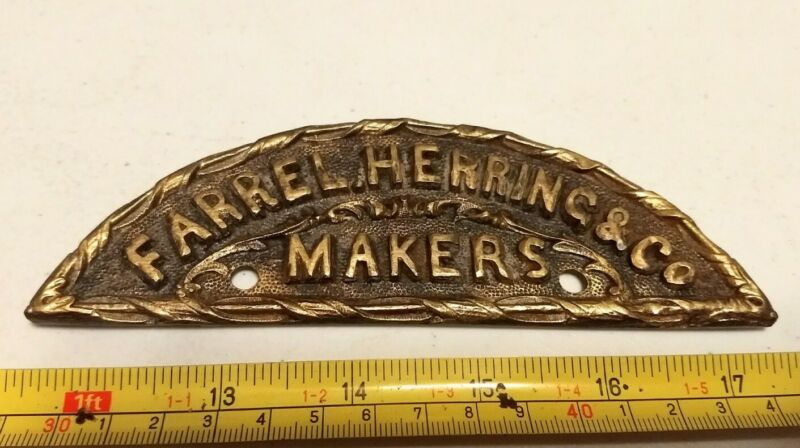 FARREL, HERRING & Co
MAKERS
1ft 1-1 13 1-2 14 1-3 15 1-4 16 1-5 17
30 1 2 3 4 5 6 7 8 9 40 1 2 3 4